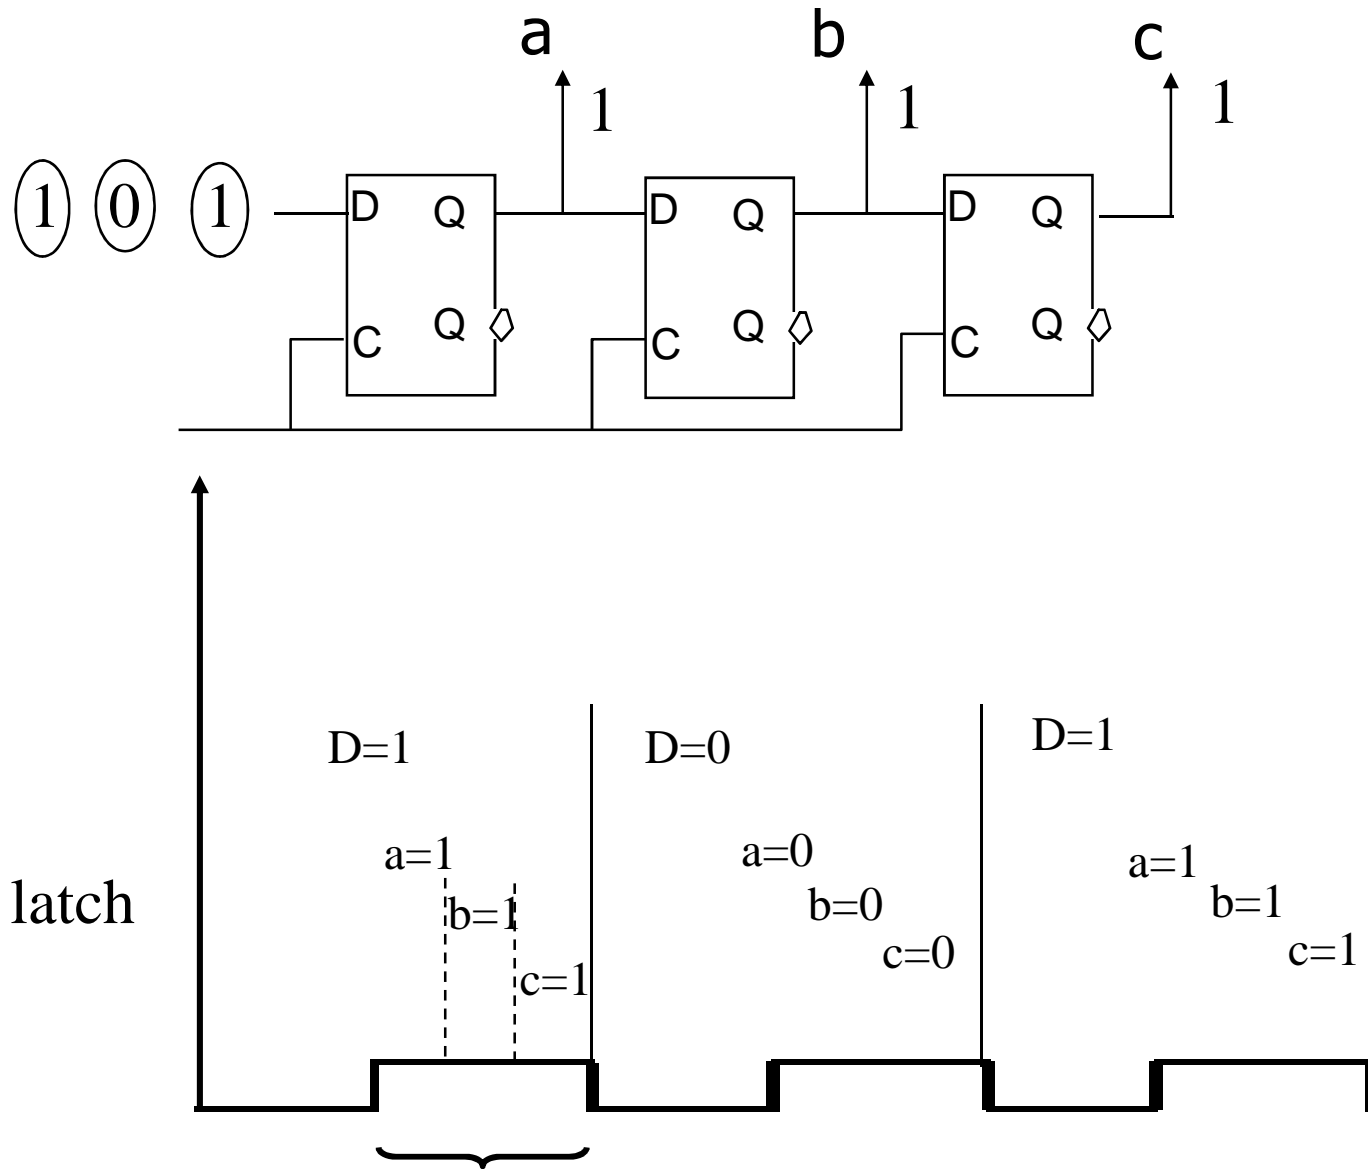 a b c
1 1 1
1 0 1
D Q D Q D Q
C Q C Q C Q
D=1 D=0 D=1
a=1 a=0 a=1
latch b=1 b=0 b=1
c=1 c=0 c=1